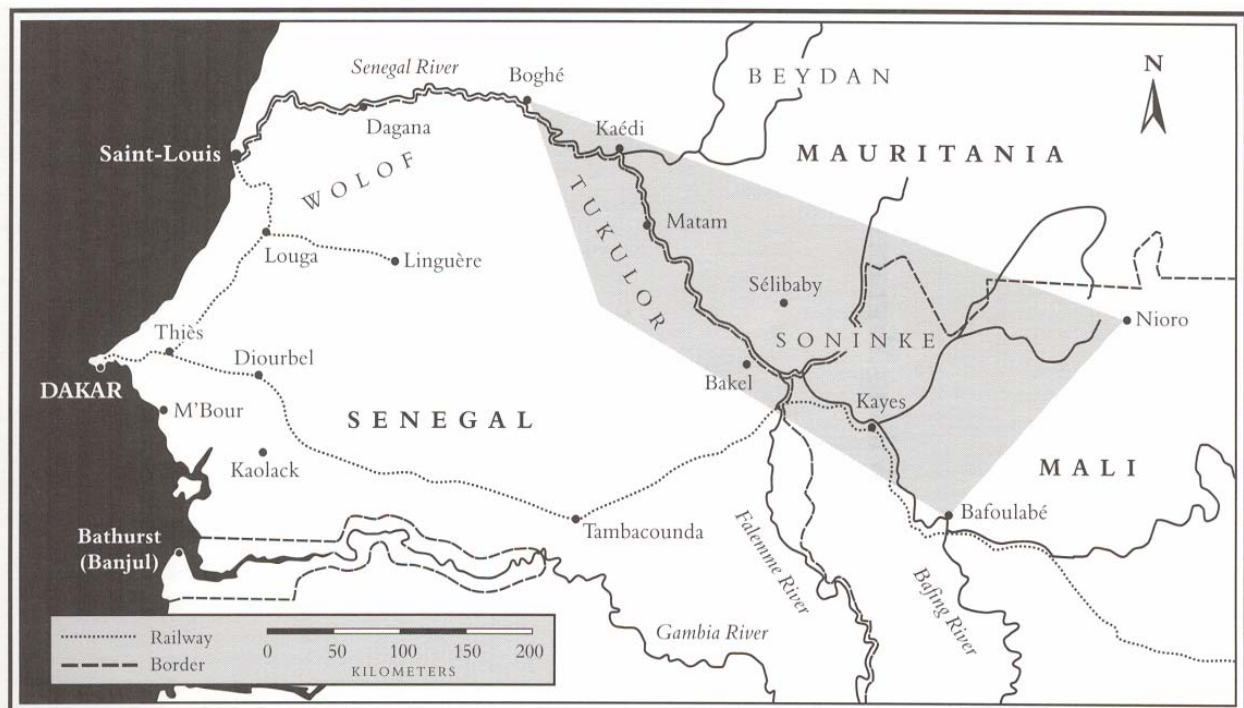 Senegal River
Boghé
BEYDAN
N
Dagana
Kaédi
Saint-Louis
WOLOF
MAURITANIA
TUKULOR
Matam
Louga
Linguère
Sélibaby
Nioro
SONINKE
Thiès
Diourbel
Bakel
DAKAR
M'Bour
SENEGAL
Kayes
Kaolack
MALI
Tambacounda
Bafoulabé
Bathurst
(Banjul)
Falemme River
Bafing River
Gambia River
Railway
Border
0 50 100 150 200
KILOMETERS